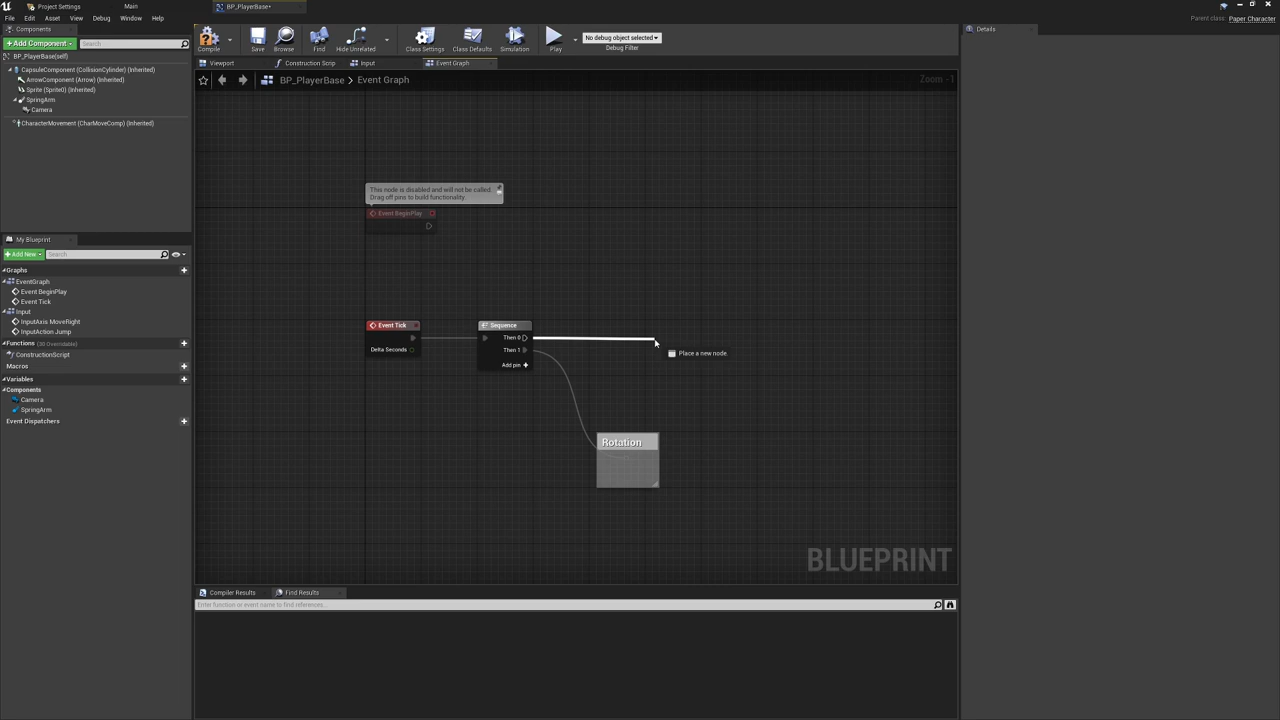 Project Settings
Main
BP_PlayerBase*
File
Edit
Asset
View
Debug
Window
Help
Parent class: Paper Character
Components
Add Component
Search
BP_PlayerBase(self)
CapsuleComponent (CollisionCylinder) (Inherited)
ArrowComponent (Arrow) (Inherited)
Sprite (Sprite0) (Inherited)
SpringArm
Camera
CharacterMovement (CharMoveComp) (Inherited)
Compile
Save
Browse
Find
Hide Unrelated
Class Settings
Class Defaults
Simulation
Play
No debug object selected
Debug Filter
Viewport
Construction Script
Input
Event Graph
BP_PlayerBase > Event Graph
Zoom -1
This node is disabled and will not be called.
Drag off pins to build functionality.
Event BeginPlay
Event Tick
Delta Seconds
Sequence
Then 0
Then 1
Add pin +
Place a new node.
Rotation
BLUEPRINT
My Blueprint
Add New
Search
Graphs
EventGraph
Event BeginPlay
Event Tick
Input
InputAxis MoveRight
InputAction Jump
Functions (30 Overridable)
ConstructionScript
Macros
Variables
Components
Camera
SpringArm
Event Dispatchers
Compiler Results
Find Results
Enter function or event name to find references...
Details